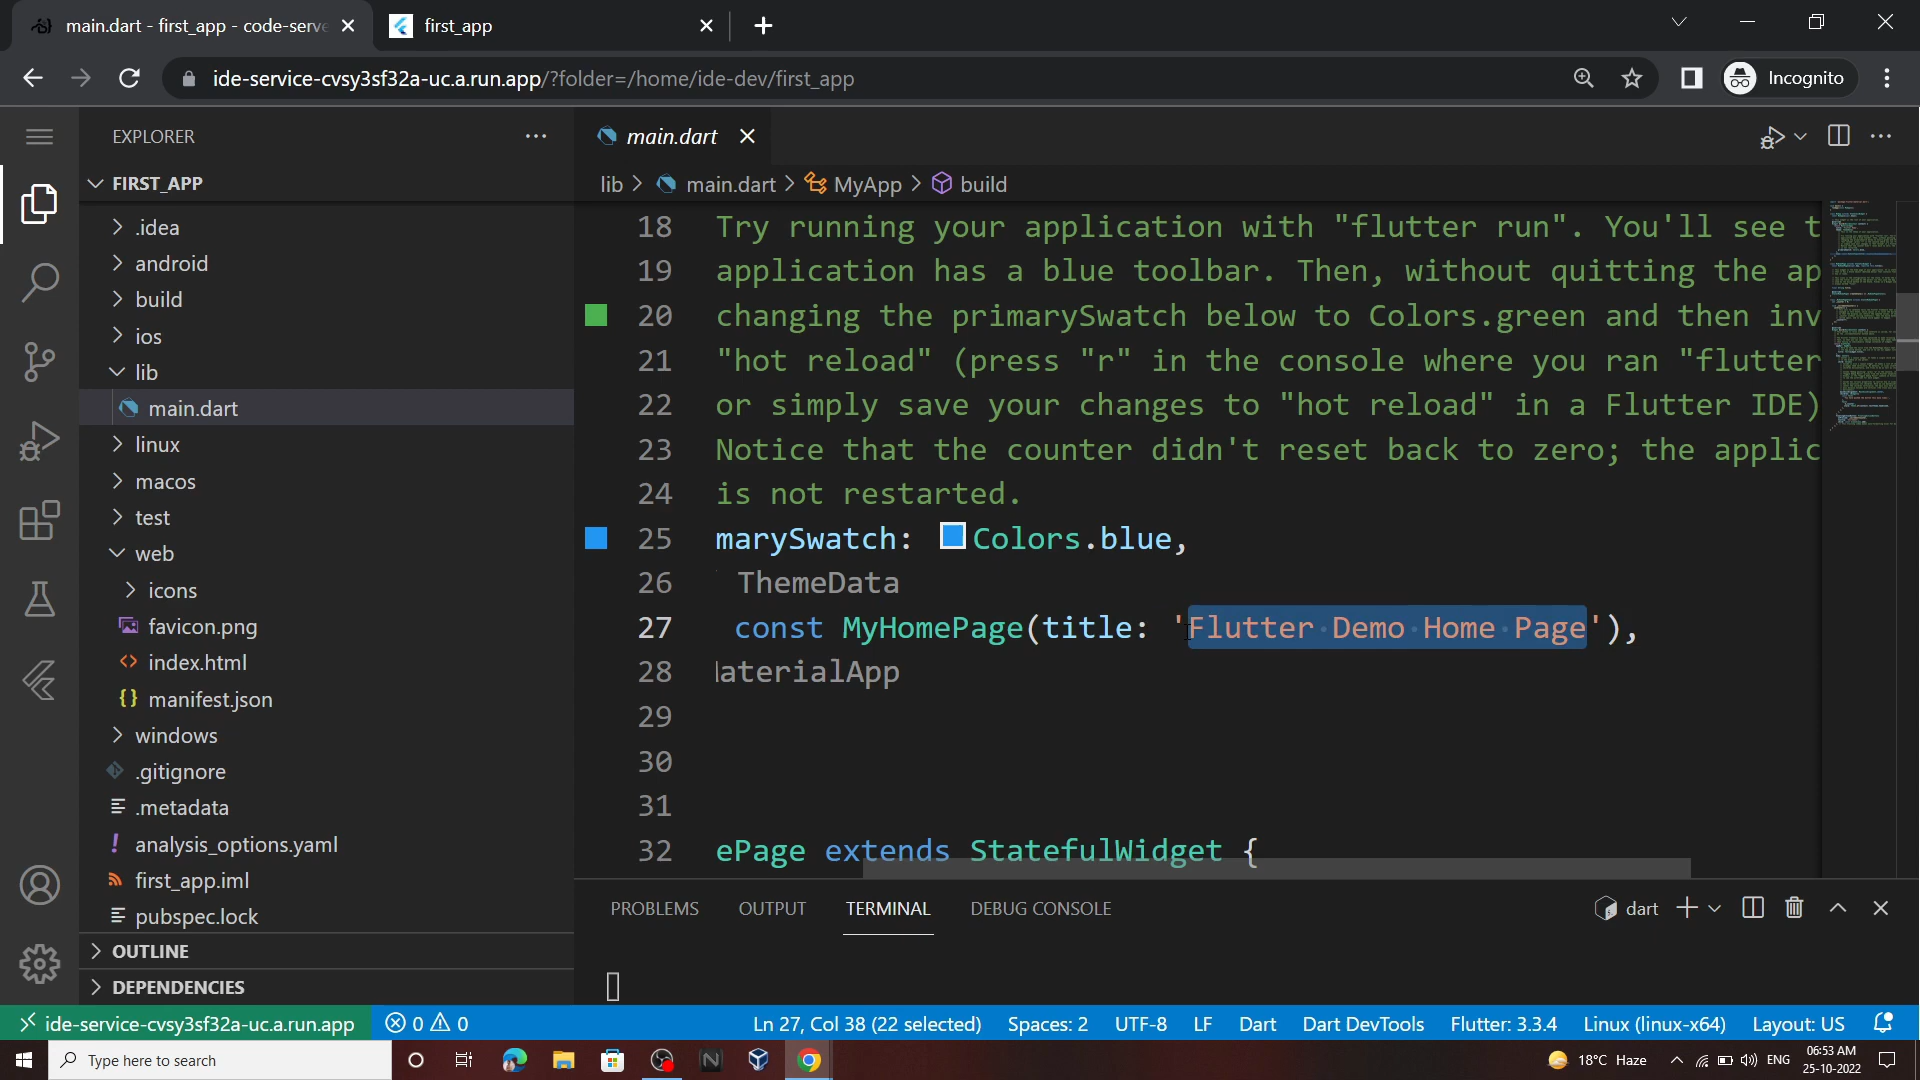 main.dart - first_app - code-serve
first_app
ide-service-cvsy3sf32a-uc.a.run.app/?folder=/home/ide-dev/first_app
Incognito
EXPLORER
main.dart
FIRST_APP
lib > main.dart > MyApp > build
.idea
android
build
ios
lib
main.dart
linux
macos
test
web
icons
favicon.png
index.html
manifest.json
windows
.gitignore
.metadata
analysis_options.yaml
first_app.iml
pubspec.lock
OUTLINE
DEPENDENCIES
18 Try running your application with "flutter run". You'll see t
19 application has a blue toolbar. Then, without quitting the ap
20 changing the primarySwatch below to Colors.green and then inv
21 "hot reload" (press "r" in the console where you ran "flutter
22 or simply save your changes to "hot reload" in a Flutter IDE)
23 Notice that the counter didn't reset back to zero; the applic
24 is not restarted.
25 marySwatch: Colors.blue,
26 ThemeData
27 const MyHomePage(title: 'Flutter Demo Home Page'),
28 aterialApp
29
30
31
32 ePage extends StatefulWidget {
PROBLEMS OUTPUT TERMINAL DEBUG CONSOLE
dart
ide-service-cvsy3sf32a-uc.a.run.app 0 0 Ln 27, Col 38 (22 selected) Spaces: 2 UTF-8 LF Dart Dart DevTools Flutter: 3.3.4 Linux (linux-x64) Layout: US
Type here to search
18°C Haze ENG
06:53 AM
25-10-2022